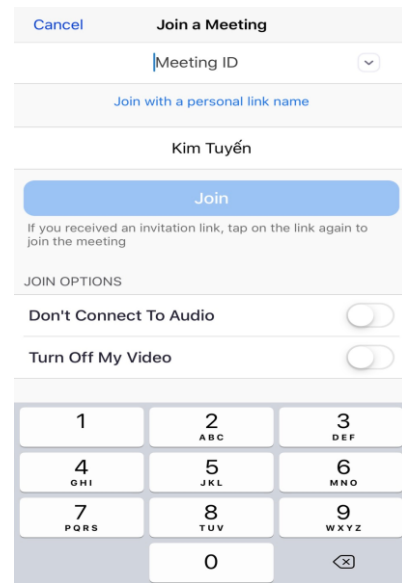 Cancel Join a Meeting
Meeting ID
Join with a personal link name
Kim Tuyến
Join
If you received an invitation link, tap on the link again to
join the meeting
JOIN OPTIONS
Don't Connect To Audio
Turn Off My Video
1 2 3
ABC DEF
4 5 6
GHI JKL MNO
7 8 9
PQRS TUV WXYZ
0